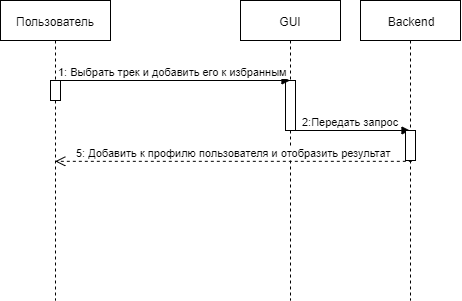 Пользователь
GUI
Backend
1: Выбрать трек и добавить его к избранным
2:Передать запрос
5: Добавить к профилю пользователя и отобразить результат